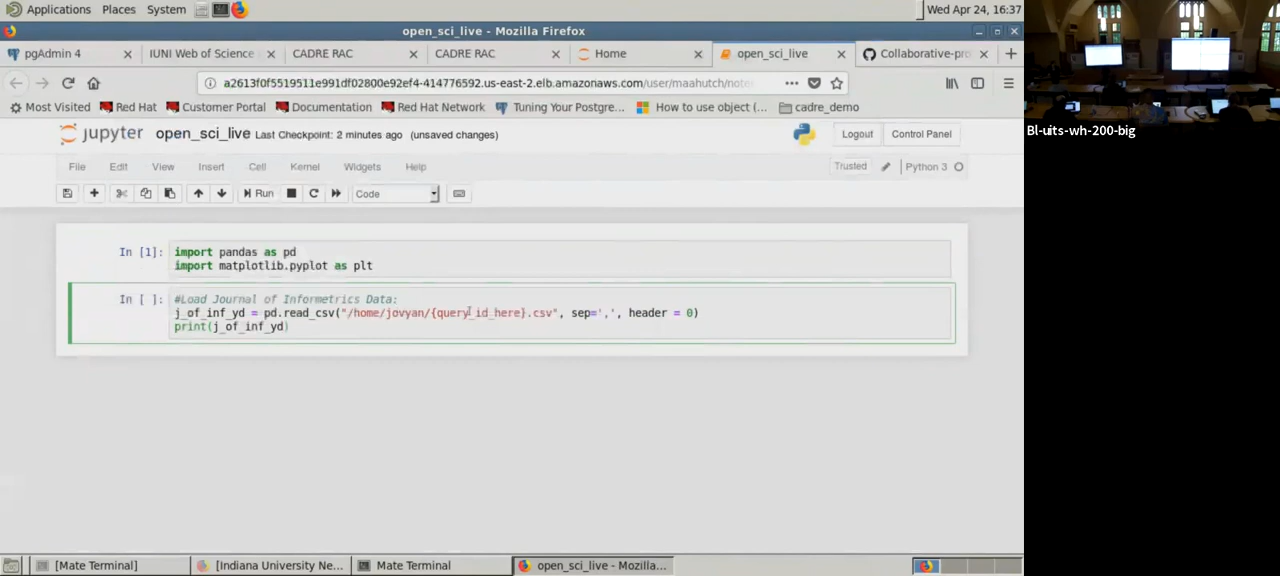 Applications Places System Wed Apr 24, 16:37
open_sci_live - Mozilla Firefox
pgAdmin 4 IUNI Web of Science CADRE RAC CADRE RAC Home open_sci_live Collaborative-pro
a2613f0f5519511e991df02800e92ef4-414776592.us-east-2.elb.amazonaws.com/user/maahutch/note
Most Visited Red Hat Customer Portal Documentation Red Hat Network Tuning Your Postgre... How to use object (... cadre_demo
jupyter open_sci_live Last Checkpoint: 2 minutes ago (unsaved changes) Logout Control Panel
File Edit View Insert Cell Kernel Widgets Help Trusted Python 3
Run Code
In [1]: import pandas as pd
import matplotlib.pyplot as plt
In [ ]: #Load Journal of Informetrics Data:
j_of_inf_yd = pd.read_csv("/home/jovyan/{query_id_here}.csv", sep=',', header = 0)
print(j_of_inf_yd)
[Mate Terminal] [Indiana University Ne... Mate Terminal open_sci_live - Mozilla...
Bl-uits-wh-200-big